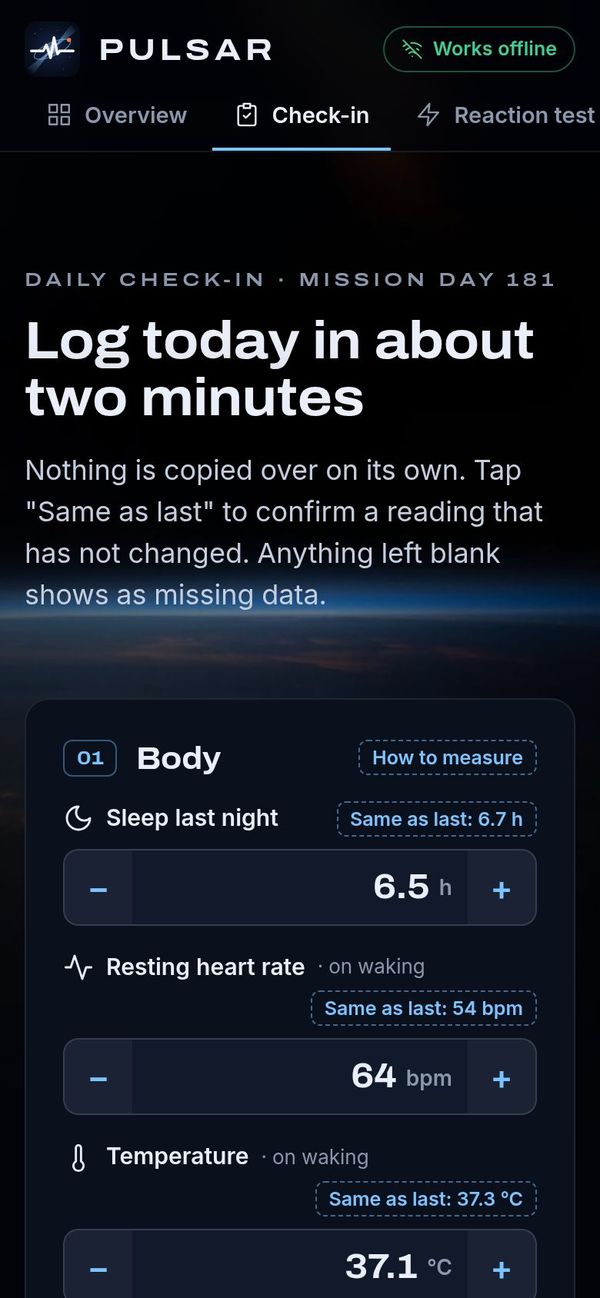 PULSAR
Works offline
Overview
Check-in
Reaction test
DAILY CHECK-IN · MISSION DAY 181
Log today in about
two minutes
Nothing is copied over on its own. Tap
"Same as last" to confirm a reading that
has not changed. Anything left blank
shows as missing data.
01 Body
How to measure
Sleep last night
Same as last: 6.7 h
− 6.5 h +
Resting heart rate · on waking
Same as last: 54 bpm
− 64 bpm +
Temperature · on waking
Same as last: 37.3 °C
− 37.1 °C +